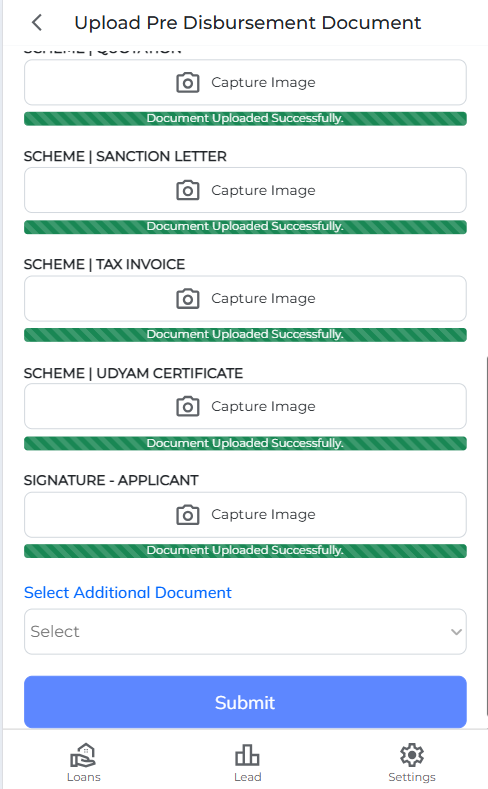 Upload Pre Disbursement Document
SCHEME | QUOTATION
Capture Image
Document Uploaded Successfully.
SCHEME | SANCTION LETTER
Capture Image
Document Uploaded Successfully.
SCHEME | TAX INVOICE
Capture Image
Document Uploaded Successfully.
SCHEME | UDYAM CERTIFICATE
Capture Image
Document Uploaded Successfully.
SIGNATURE - APPLICANT
Capture Image
Document Uploaded Successfully.
Select Additional Document
Select
Submit
Loans
Lead
Settings